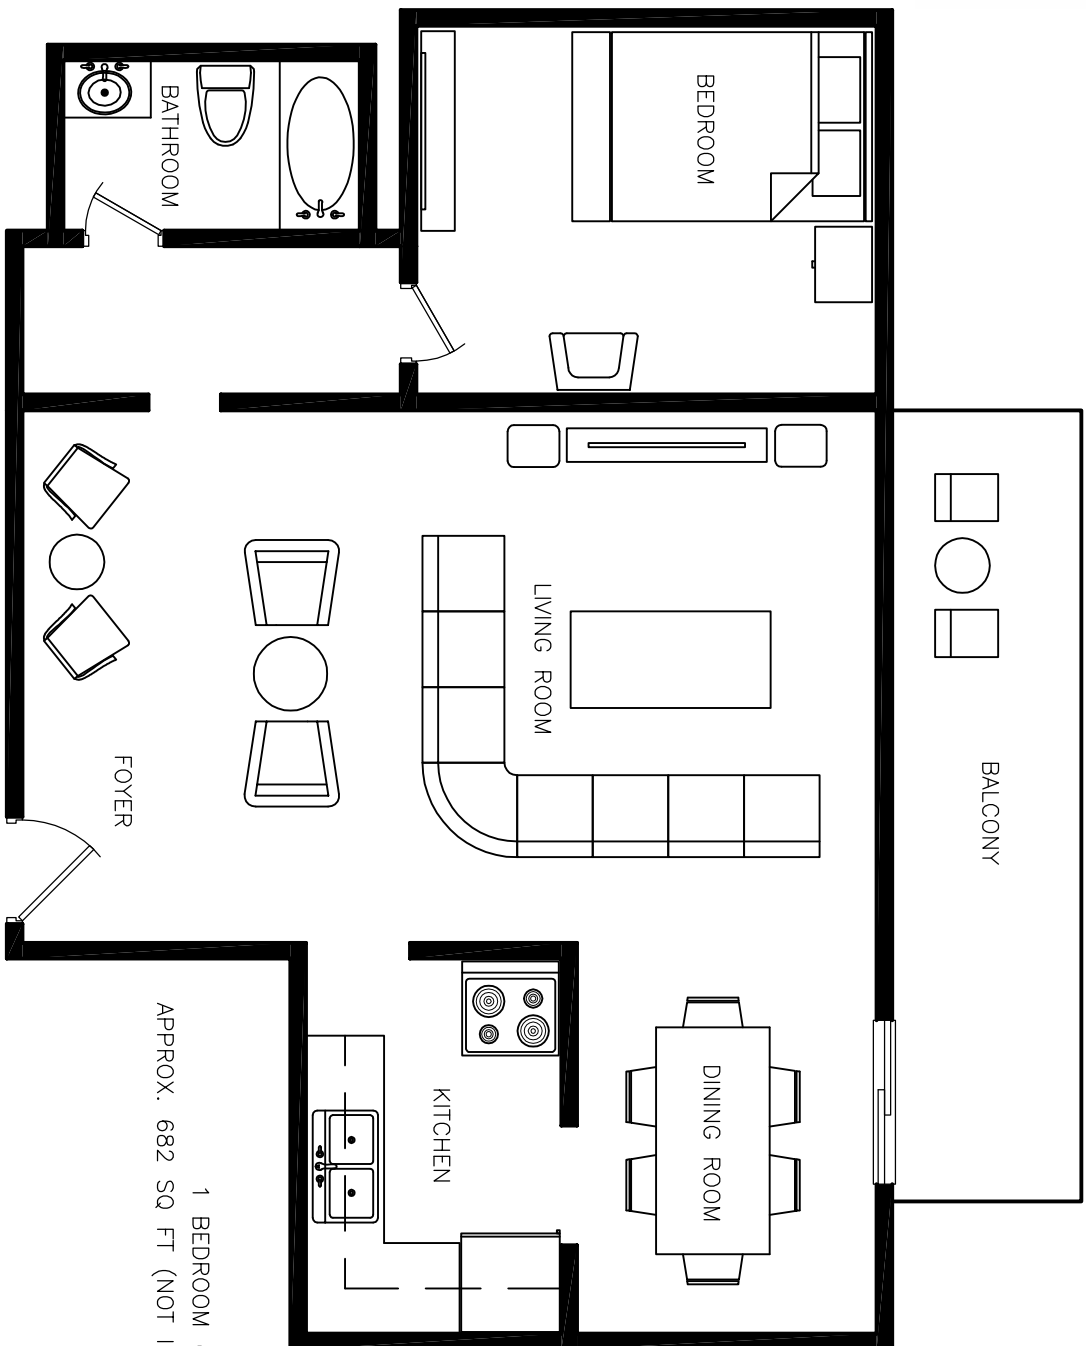 BEDROOM
BATHROOM
LIVING ROOM
BALCONY
FOYER
DINING ROOM
KITCHEN
1 BEDROOM
APPROX. 682 SQ FT (NOT